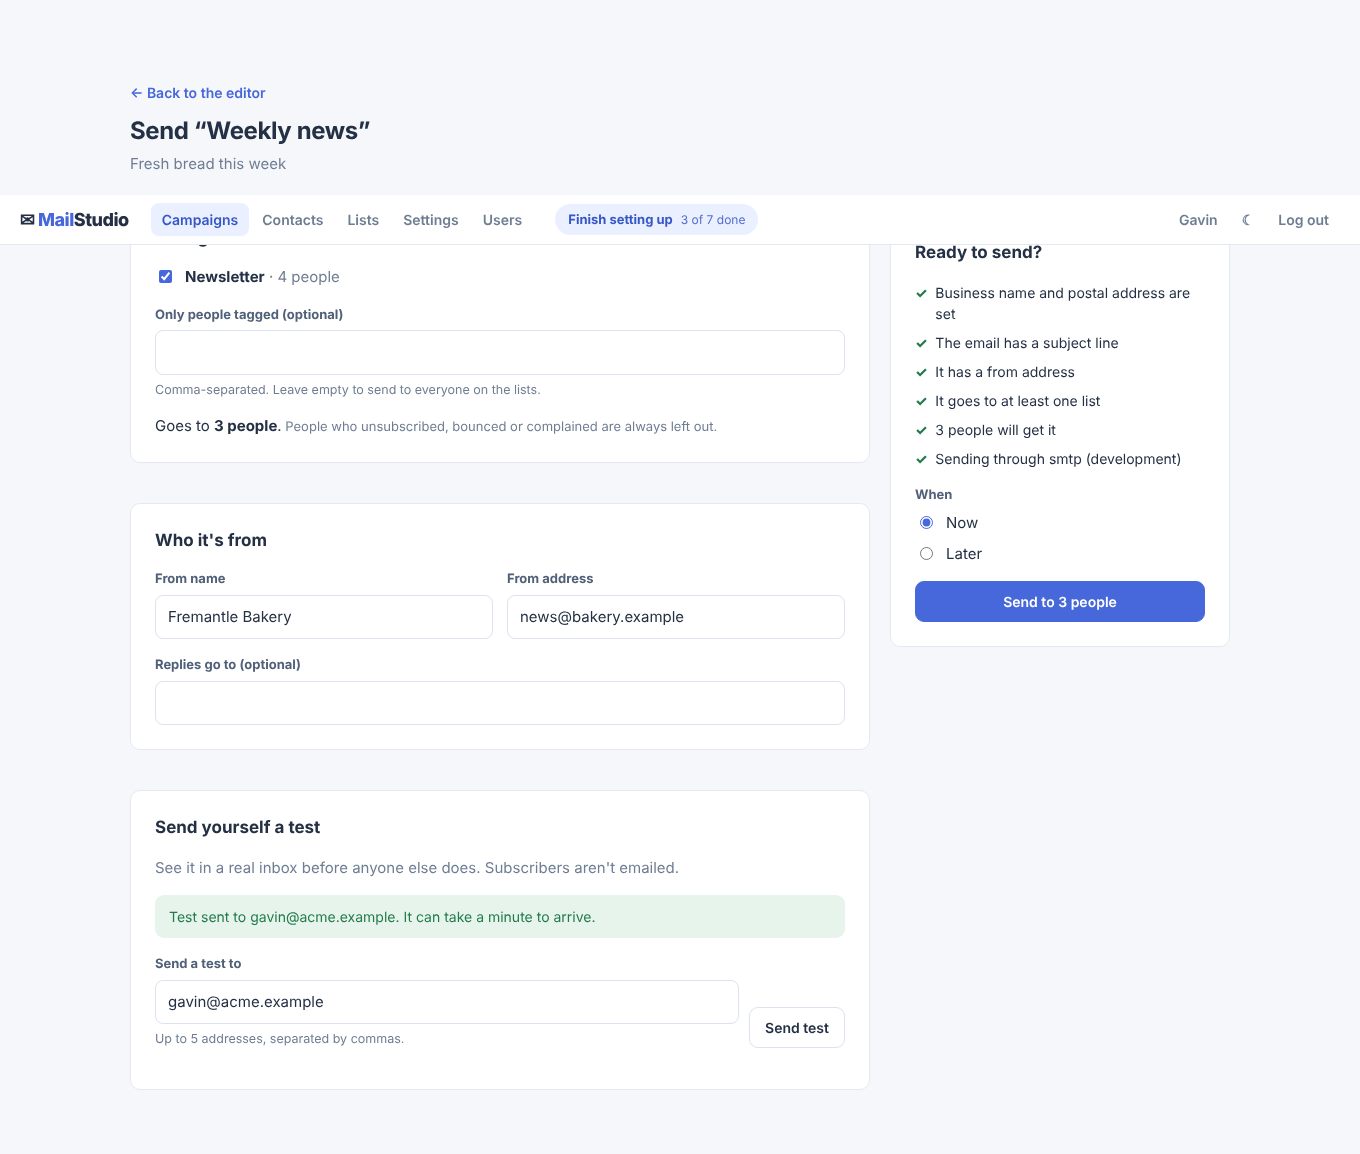 ← Back to the editor
Send “Weekly news”
Fresh bread this week
✉ MailStudio Campaigns Contacts Lists Settings Users Finish setting up 3 of 7 done Gavin ☾ Log out
Newsletter · 4 people
Only people tagged (optional)
Comma-separated. Leave empty to send to everyone on the lists.
Goes to 3 people. People who unsubscribed, bounced or complained are always left out.
Who it's from
From name
From address
Fremantle Bakery
news@bakery.example
Replies go to (optional)
Send yourself a test
See it in a real inbox before anyone else does. Subscribers aren't emailed.
Test sent to gavin@acme.example. It can take a minute to arrive.
Send a test to
gavin@acme.example
Up to 5 addresses, separated by commas.
Send test
Ready to send?
✓ Business name and postal address are
set
✓ The email has a subject line
✓ It has a from address
✓ It goes to at least one list
✓ 3 people will get it
✓ Sending through smtp (development)
When
Now
Later
Send to 3 people